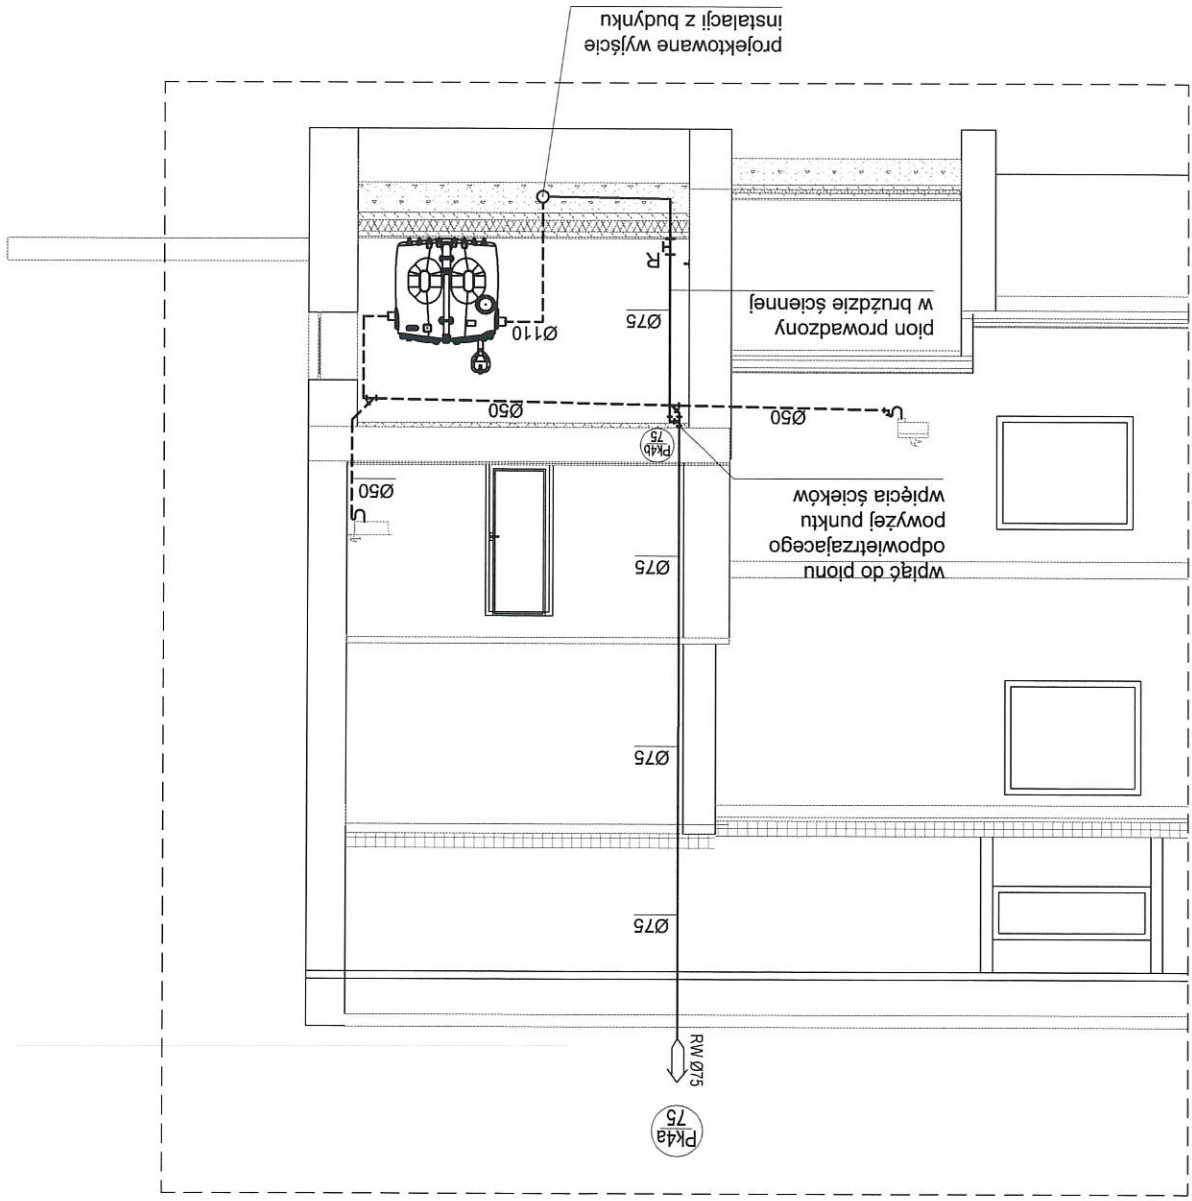 Pk4a
75
RW Ø75
Ø75
Ø75
wpiąć do pionu
odpowietrzajacego
powyżej punktu
wpięcia ścieków
Ø75
Ø50
Pk4b
75
Ø50
Ø50
pion prowadzony
w bruździe ściennej
Ø75
Ø110
R
projektowane wyjście
instalacji z budynku